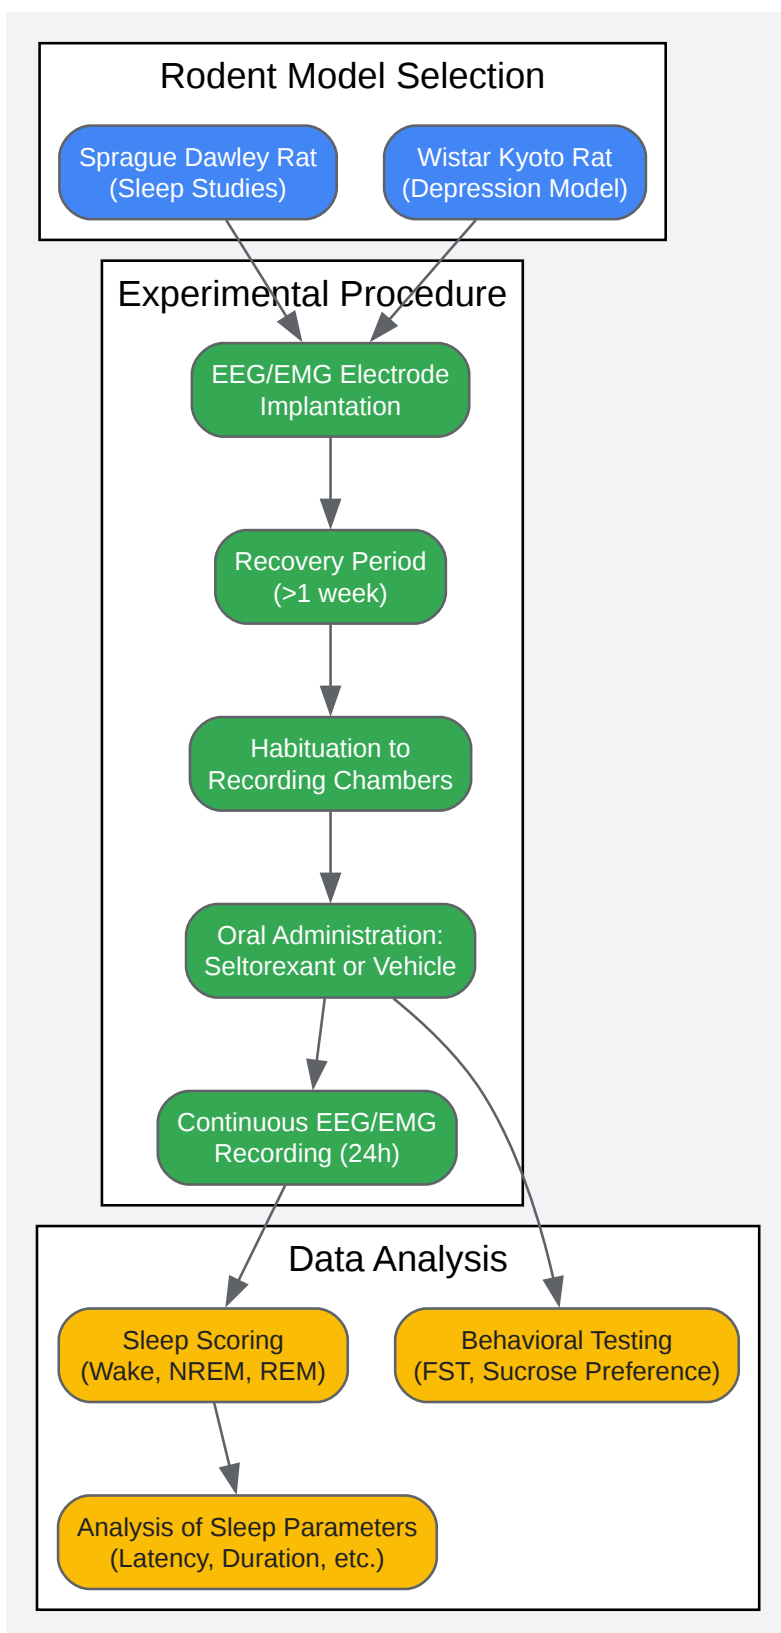 Rodent Model Selection
Sprague Dawley Rat
(Sleep Studies)
Wistar Kyoto Rat
(Depression Model)
Experimental Procedure
EEG/EMG Electrode
Implantation
Recovery Period
(>1 week)
Habituation to
Recording Chambers
Oral Administration:
Seltorexant or Vehicle
Continuous EEG/EMG
Recording (24h)
Data Analysis
Sleep Scoring
(Wake, NREM, REM)
Behavioral Testing
(FST, Sucrose Preference)
Analysis of Sleep Parameters
(Latency, Duration, etc.)